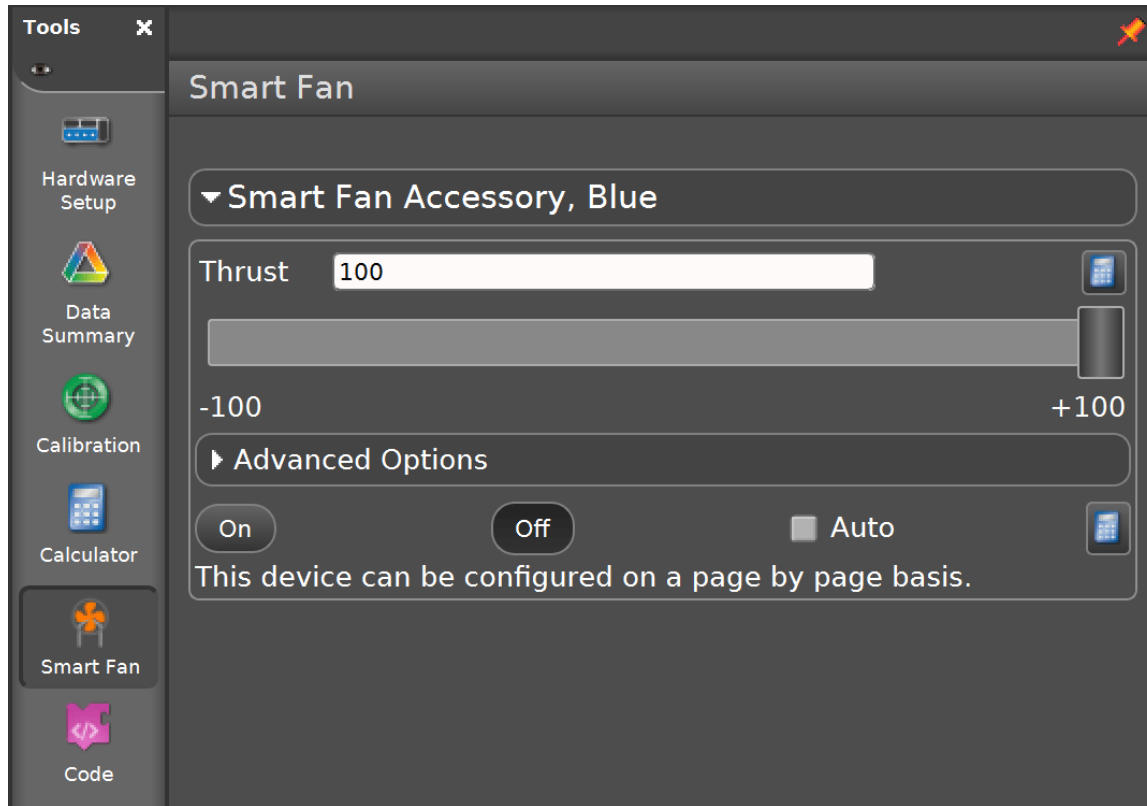 Tools
Smart Fan
Hardware
Setup
Data
Summary
Calibration
Calculator
Smart Fan
</>
Code
Smart Fan Accessory, Blue
Thrust 100
-100 +100
Advanced Options
On Off Auto
This device can be configured on a page by page basis.